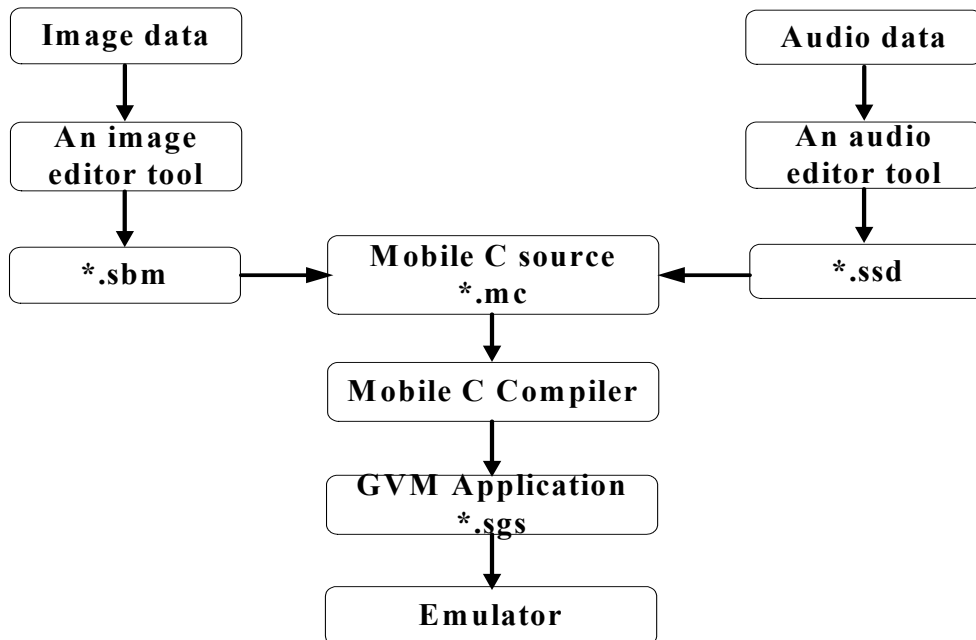 Image data
Audio data
An image
editor tool
An audio
editor tool
*.sbm
Mobile C source
*.mc
*.ssd
Mobile C Compiler
GVM Application
*.sgs
Emulator